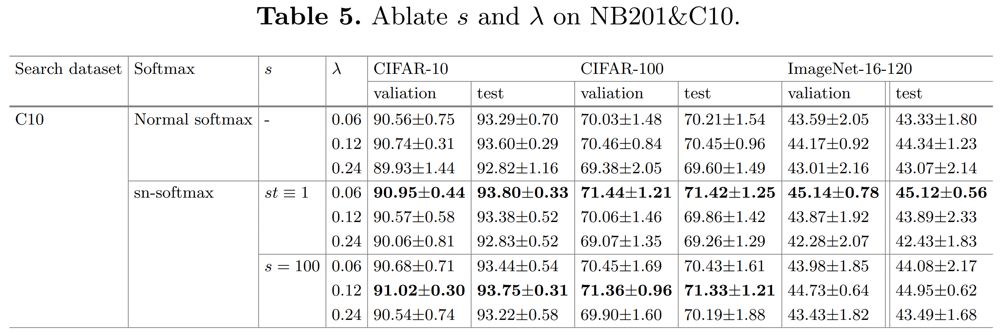 Table 5. Ablate s and λ on NB201&C10.
Search dataset Softmax s λ CIFAR-10 CIFAR-100 ImageNet-16-120
valiation test valiation test valiation test
C10 Normal softmax - 0.06 90.56±0.75 93.29±0.70 70.03±1.48 70.21±1.54 43.59±2.05 43.33±1.80
0.12 90.74±0.31 93.60±0.29 70.46±0.84 70.45±0.96 44.17±0.92 44.34±1.23
0.24 89.93±1.44 92.82±1.16 69.38±2.05 69.60±1.49 43.01±2.16 43.07±2.14
sn-softmax st ≡ 1 0.06 90.95±0.44 93.80±0.33 71.44±1.21 71.42±1.25 45.14±0.78 45.12±0.56
0.12 90.57±0.58 93.38±0.52 70.06±1.46 69.86±1.42 43.87±1.92 43.89±2.33
0.24 90.06±0.81 92.83±0.52 69.07±1.35 69.26±1.29 42.28±2.07 42.43±1.83
s = 100 0.06 90.68±0.71 93.44±0.54 70.45±1.69 70.43±1.61 43.98±1.85 44.08±2.17
0.12 91.02±0.30 93.75±0.31 71.36±0.96 71.33±1.21 44.73±0.64 44.95±0.62
0.24 90.54±0.74 93.22±0.58 69.90±1.60 70.19±1.88 43.43±1.82 43.49±1.68